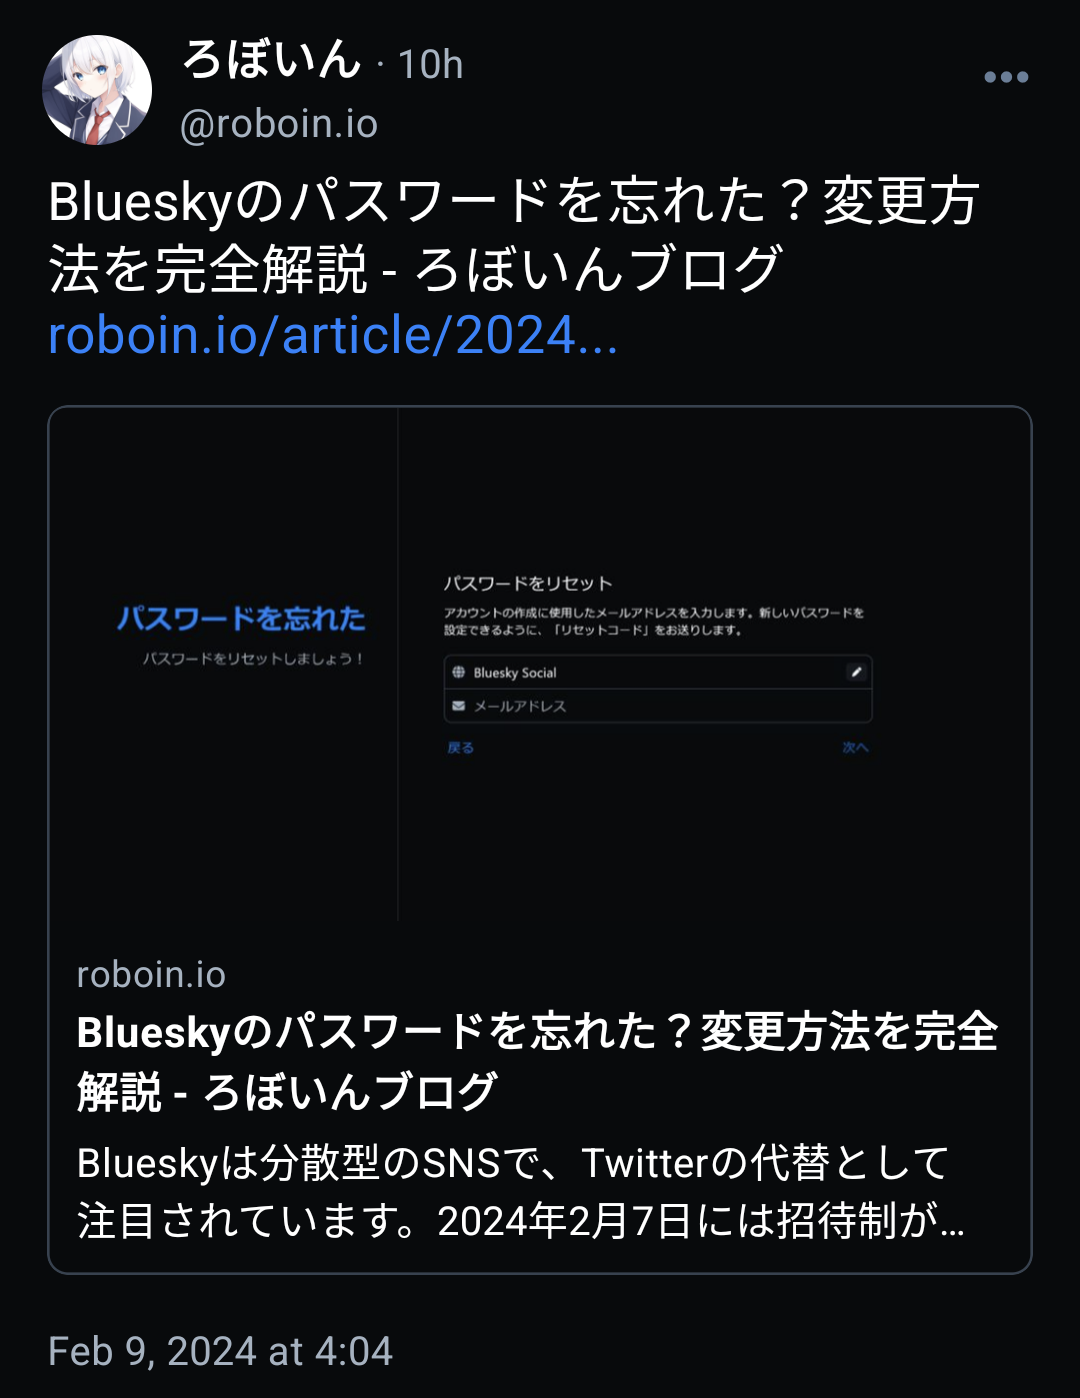 ろぼいん · 10h
@roboin.io
Blueskyのパスワードを忘れた？変更方
法を完全解説 - ろぼいんブログ
roboin.io/article/2024...
パスワードを忘れた
パスワードをリセットしましょう！
パスワードをリセット
アカウントの作成に使用したメールアドレスを入力します。新しいパスワードを
設定できるように、「リセットコード」をお送りします。
Bluesky Social
メールアドレス
戻る 次へ
roboin.io
Blueskyのパスワードを忘れた？変更方法を完全
解説 - ろぼいんブログ
Blueskyは分散型のSNSで、Twitterの代替として
注目されています。2024年2月7日には招待制が…
Feb 9, 2024 at 4:04